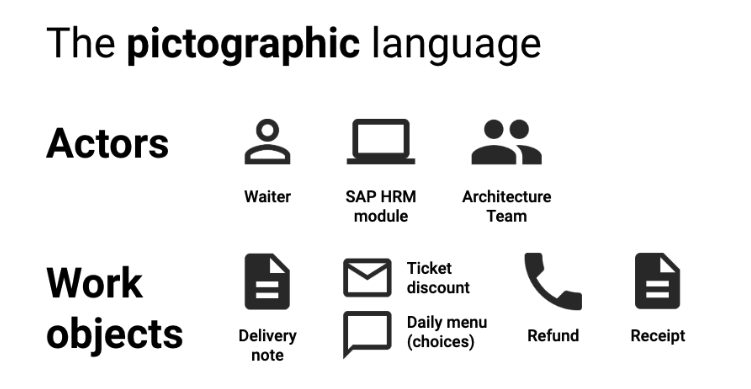 The pictographic language
Actors
Waiter
SAP HRM
module
Architecture
Team
Work
objects
Delivery
note
Ticket
discount
Daily menu
(choices)
Refund
Receipt